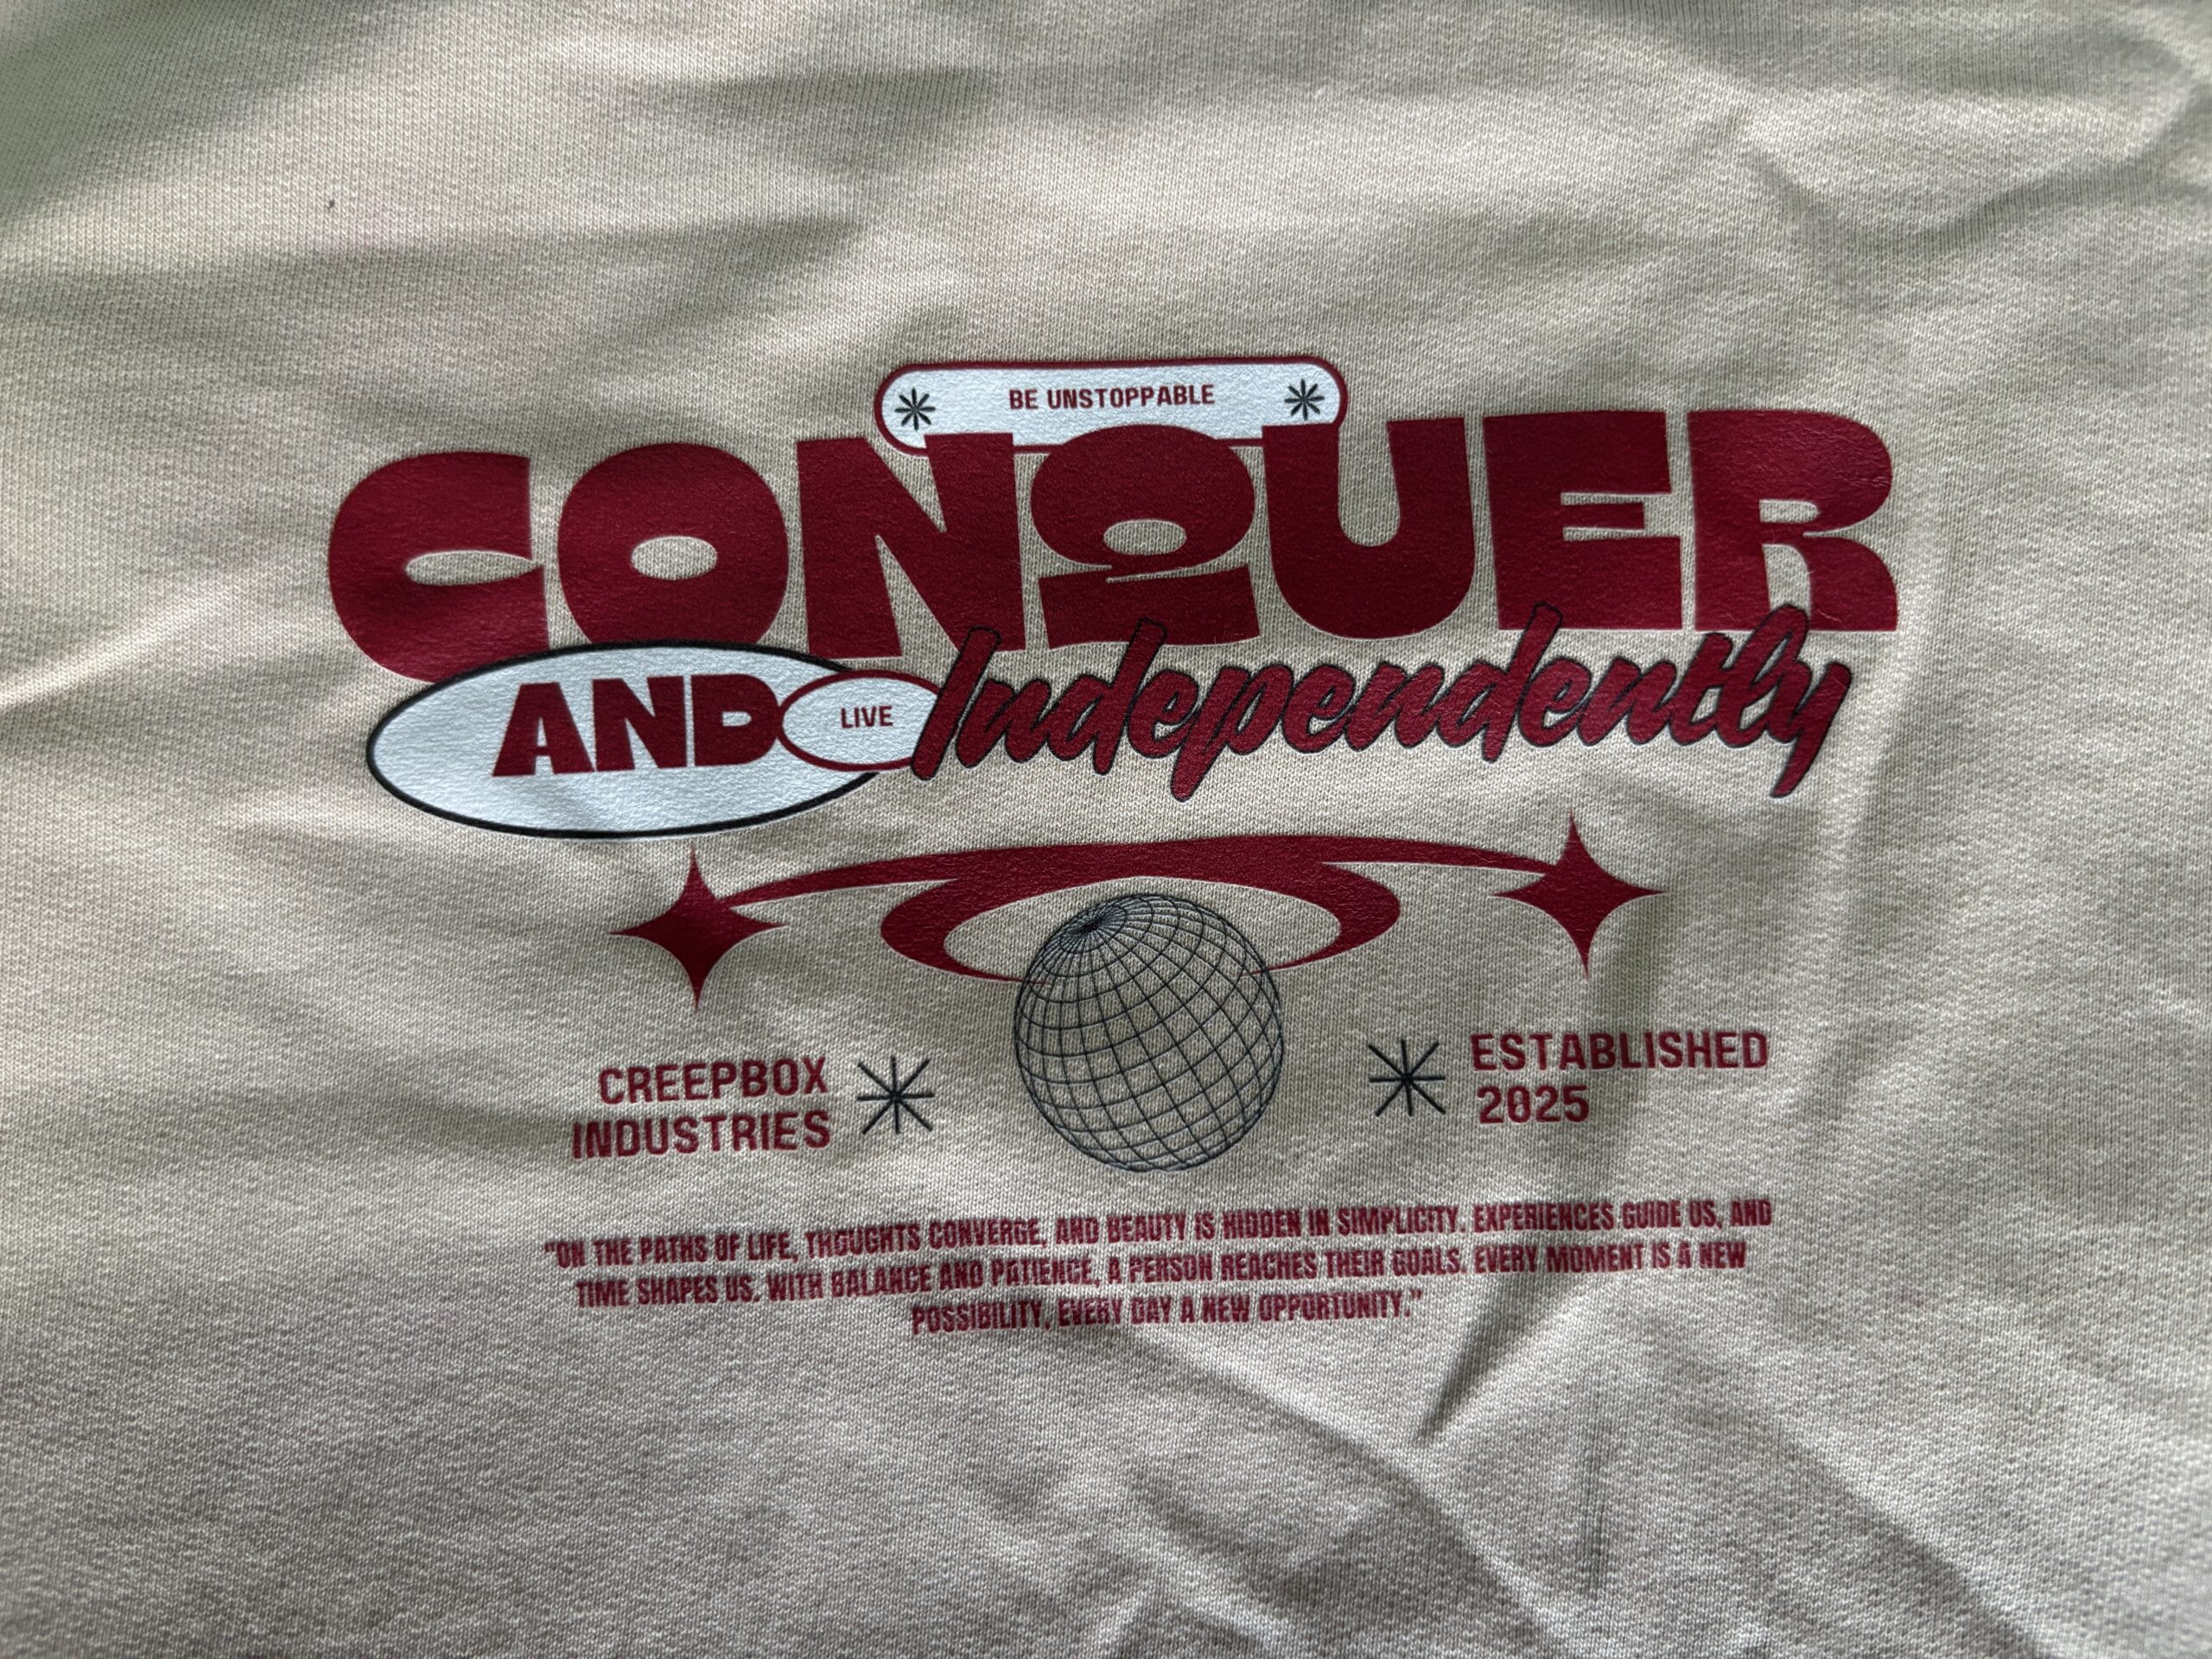 BE UNSTOPPABLE
CONQUER
AND LIVE Independently
CREEPBOX
INDUSTRIES
ESTABLISHED
2025
"ON THE PATHS OF LIFE, THOUGHTS CONVERGE, AND BEAUTY IS HIDDEN IN SIMPLICITY. EXPERIENCES GUIDE US, AND
TIME SHAPES US. WITH BALANCE AND PATIENCE, A PERSON REACHES THEIR GOALS. EVERY MOMENT IS A NEW
POSSIBILITY, EVERY DAY A NEW OPPORTUNITY."